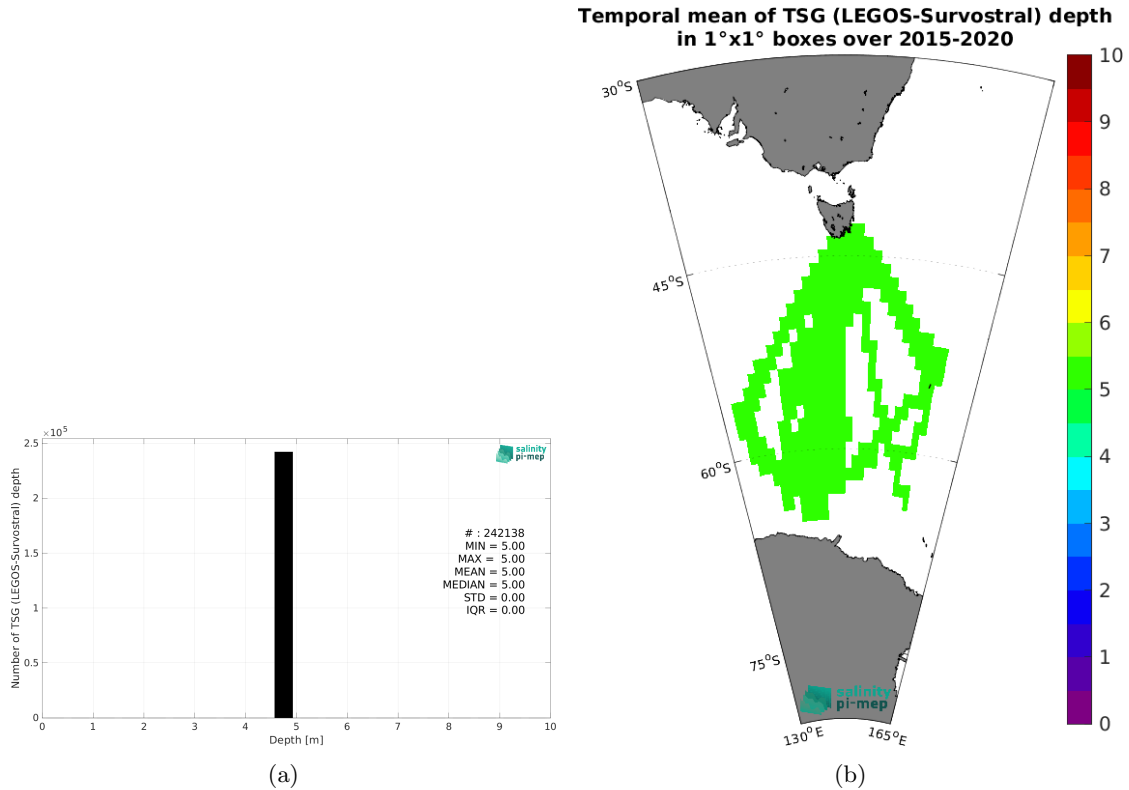 ×10⁵
2.5
2
1.5
1
0.5
0
Number of TSG (LEGOS-Survostral) depth
salinity
pi-mep
# : 242138
MIN = 5.00
MAX = 5.00
MEAN = 5.00
MEDIAN = 5.00
STD = 0.00
IQR = 0.00
0 1 2 3 4 5 6 7 8 9 10
Depth [m]
(a)
Temporal mean of TSG (LEGOS-Survostral) depth
in 1°x1° boxes over 2015-2020
30°S
45°S
60°S
75°S
130°E
165°E
salinity
pi-mep
10
9
8
7
6
5
4
3
2
1
0
(b)